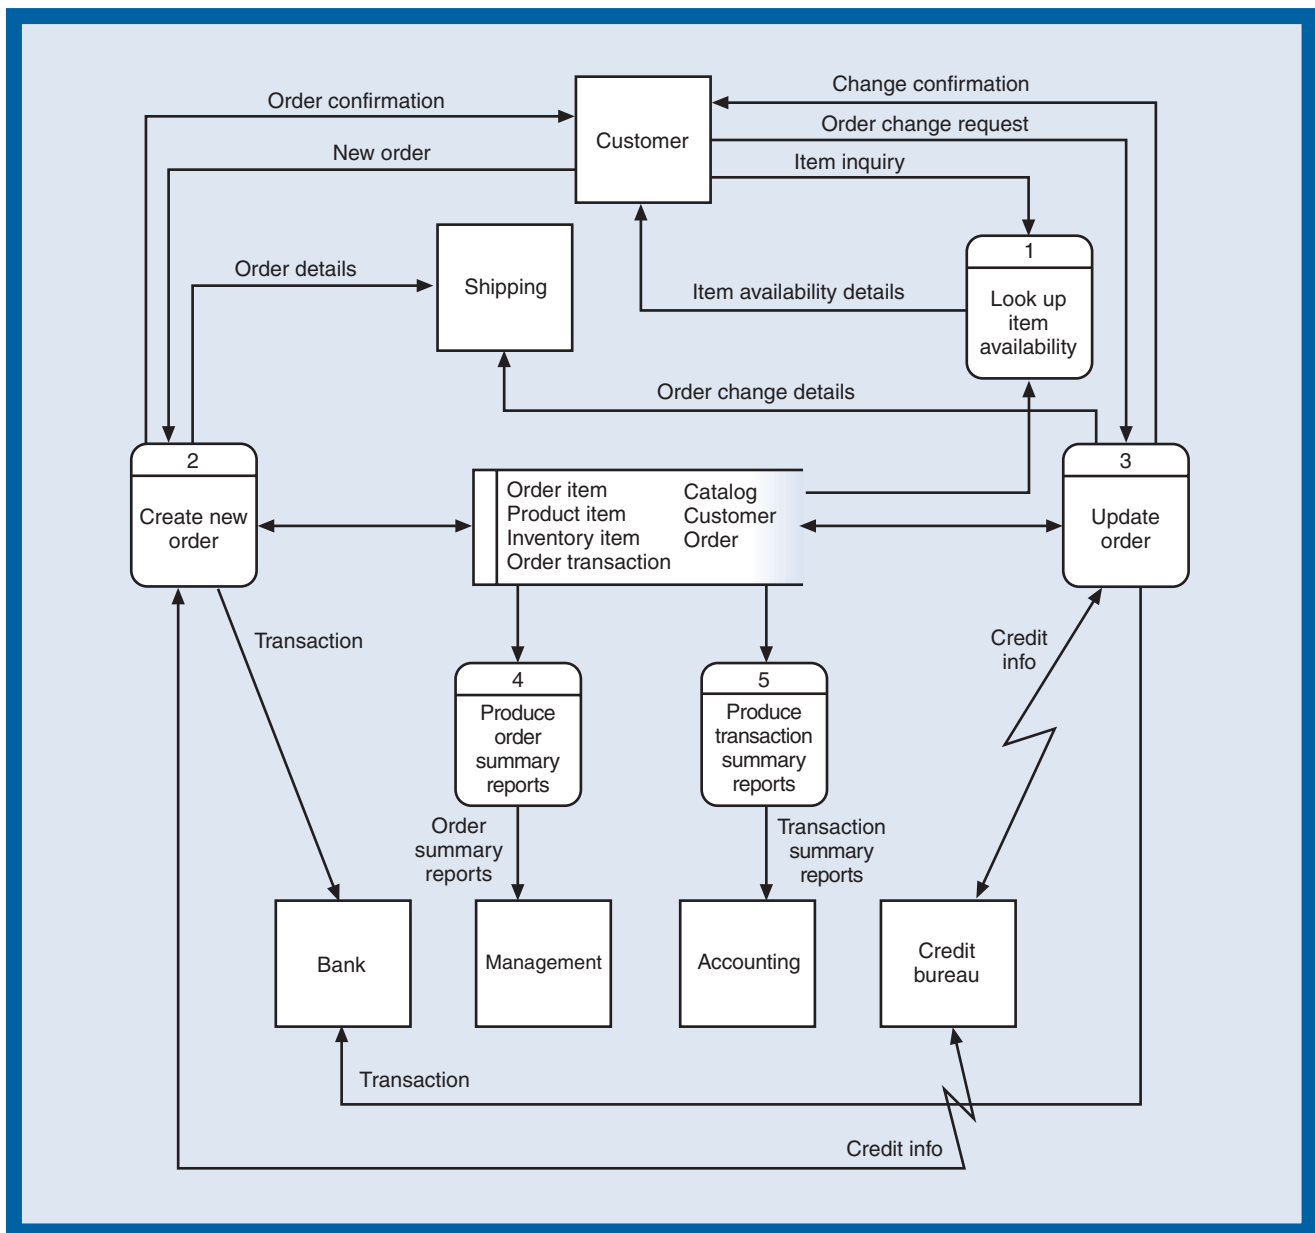 Change confirmation
Order confirmation
Order change request
Customer
New order
Item inquiry
1
Order details
Shipping
Item availability details
Look up
item
availability
Order change details
2
3
Order item
Product item
Inventory item
Order transaction
Catalog
Customer
Order
Create new
order
Update
order
Transaction
Credit
info
4
5
Produce
order
summary
reports
Produce
transaction
summary
reports
Order
summary
reports
Transaction
summary
reports
Bank
Management
Accounting
Credit
bureau
Transaction
Credit info